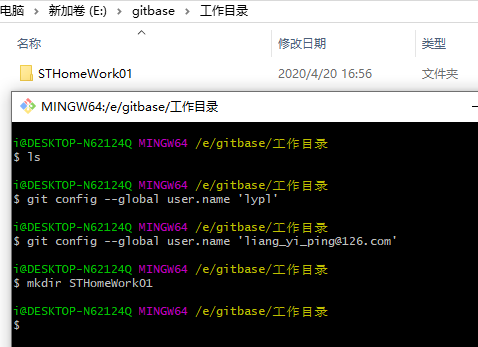 电脑 › 新加卷 (E:) › gitbase › 工作目录
名称 修改日期 类型
STHomeWork01 2020/4/20 16:56 文件夹
MINGW64:/e/gitbase/工作目录
i@DESKTOP-N62124Q MINGW64 /e/gitbase/工作目录
$ ls
i@DESKTOP-N62124Q MINGW64 /e/gitbase/工作目录
$ git config --global user.name 'lypl'
i@DESKTOP-N62124Q MINGW64 /e/gitbase/工作目录
$ git config --global user.name 'liang_yi_ping@126.com'
i@DESKTOP-N62124Q MINGW64 /e/gitbase/工作目录
$ mkdir STHomeWork01
i@DESKTOP-N62124Q MINGW64 /e/gitbase/工作目录
$